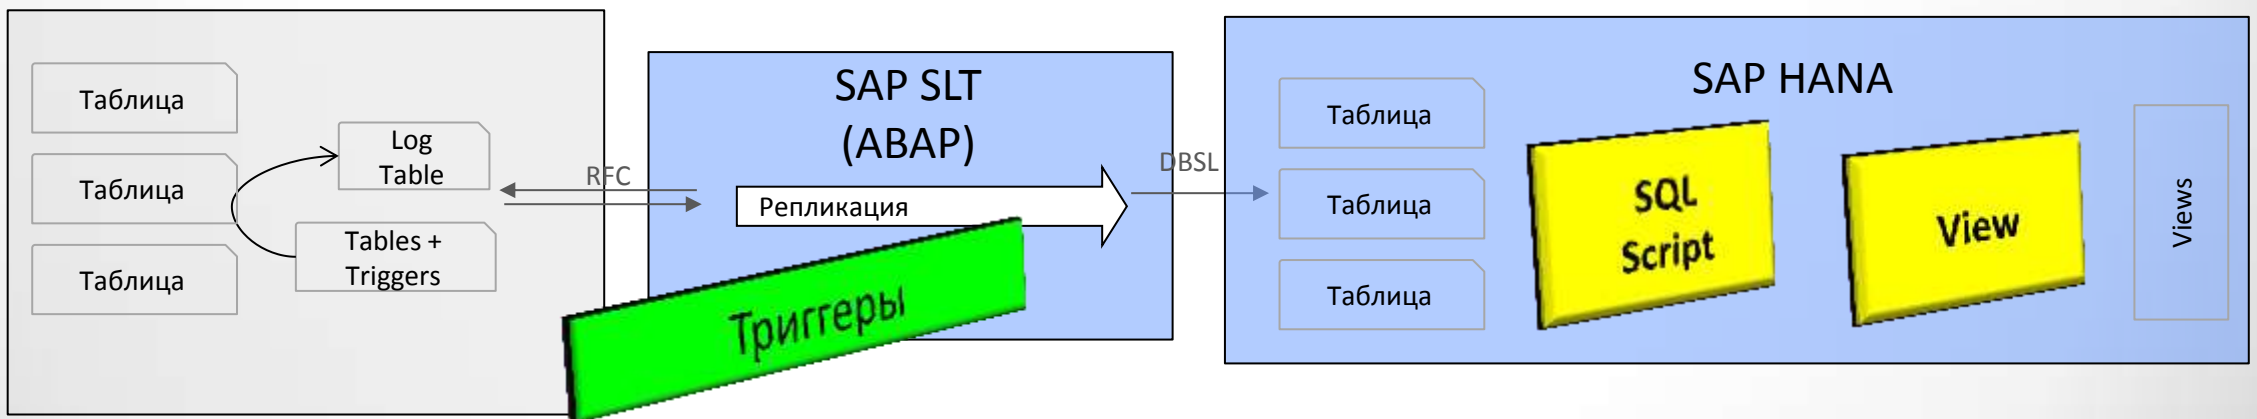 Таблица
Таблица
Таблица
Log
Table
Tables +
Triggers
RFC
SAP SLT
(ABAP)
Репликация
Триггеры
DBSL
SAP HANA
Таблица
Таблица
Таблица
SQL
Script
View
Views